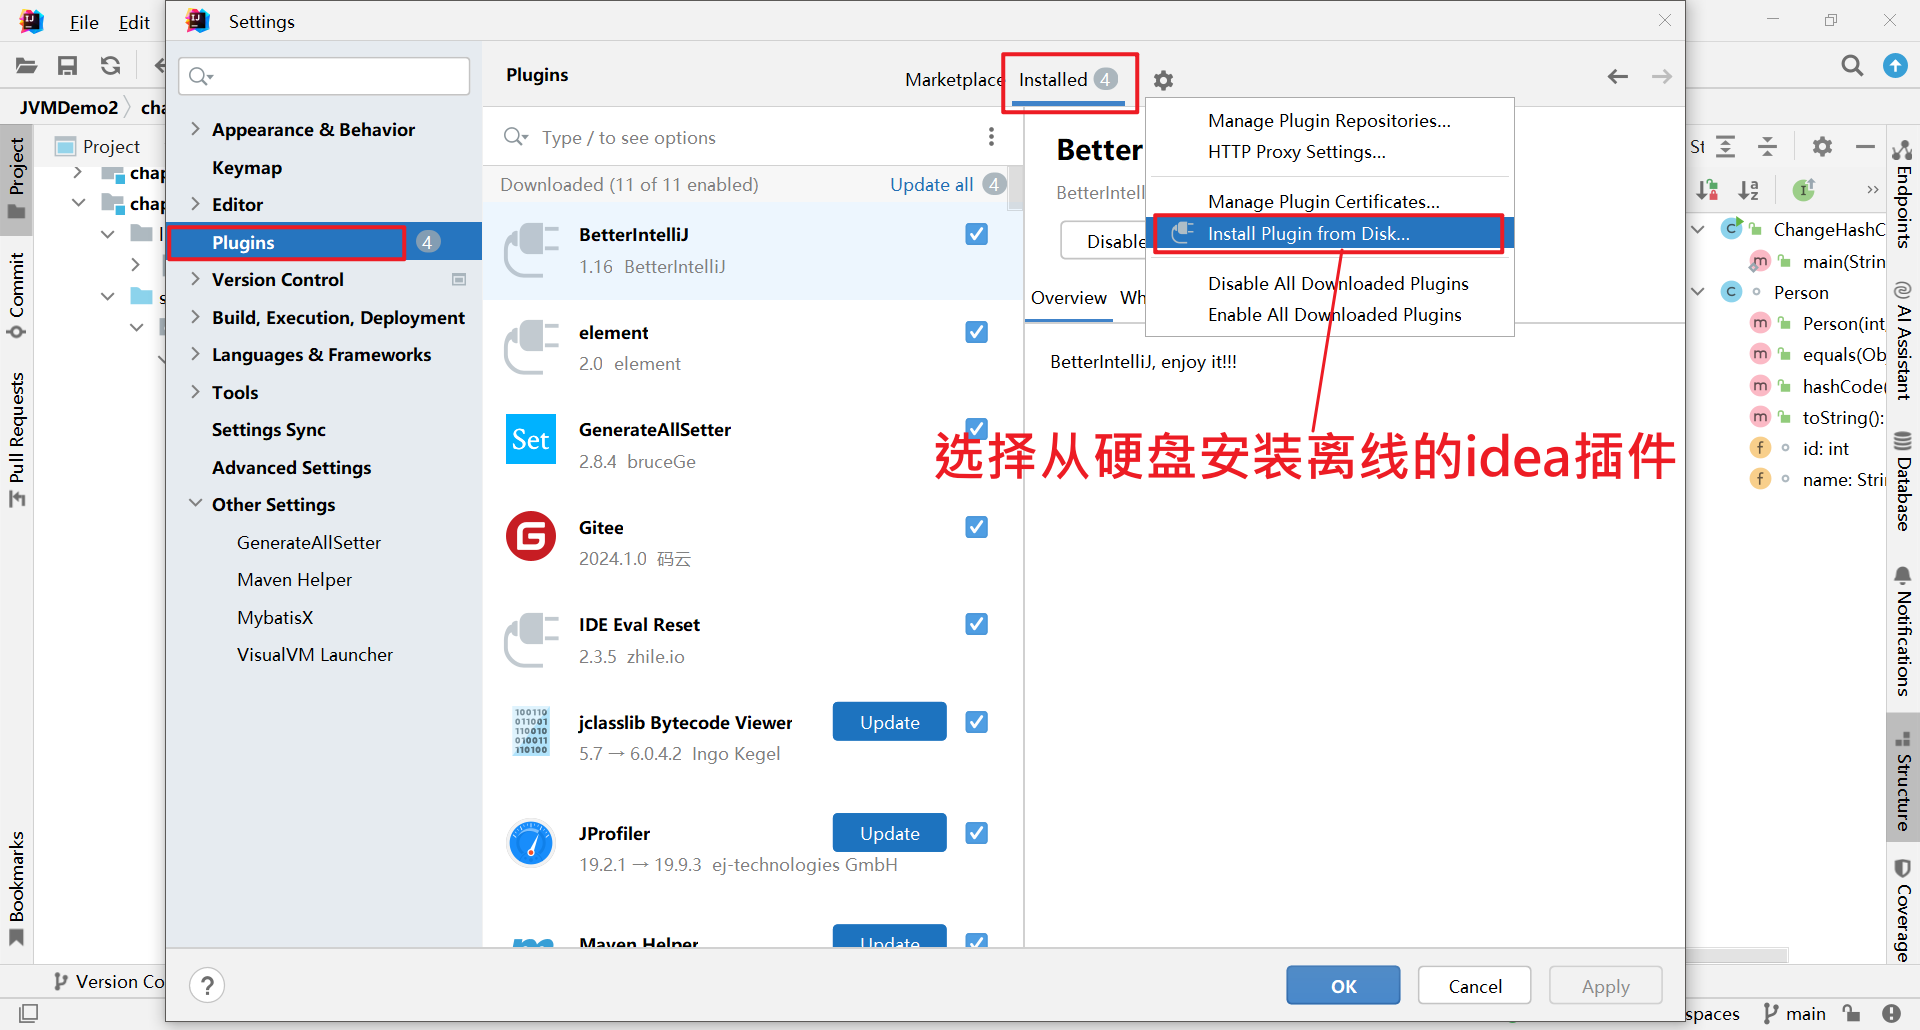 File Edit
Settings
JVMDemo2 cha
Project
chap
chap
Project
Commit
Pull Requests
Bookmarks
Version Co
Appearance & Behavior
Keymap
Editor
Plugins 4
Version Control
Build, Execution, Deployment
Languages & Frameworks
Tools
Settings Sync
Advanced Settings
Other Settings
GenerateAllSetter
Maven Helper
MybatisX
VisualVM Launcher
Plugins
Marketplace Installed 4
Type / to see options
Downloaded (11 of 11 enabled) Update all 4
BetterIntelliJ
1.16 BetterIntelliJ
element
2.0 element
Set
GenerateAllSetter
2.8.4 bruceGe
G
Gitee
2024.1.0 码云
IDE Eval Reset
2.3.5 zhile.io
jclasslib Bytecode Viewer Update
5.7 → 6.0.4.2 Ingo Kegel
JProfiler Update
19.2.1 → 19.9.3 ej-technologies GmbH
Maven Helper Update
Better
BetterIntell
Disable
Overview Wh
BetterIntelliJ, enjoy it!!!
Manage Plugin Repositories...
HTTP Proxy Settings...
Manage Plugin Certificates...
Install Plugin from Disk...
Disable All Downloaded Plugins
Enable All Downloaded Plugins
选择从硬盘安装离线的idea插件
? OK Cancel Apply
St
ChangeHashC
main(Strin
Person
Person(int,
equals(Ob
hashCode(
toString():
id: int
name: Stri
Endpoints
AI Assistant
Database
Notifications
Structure
Coverage
spaces main